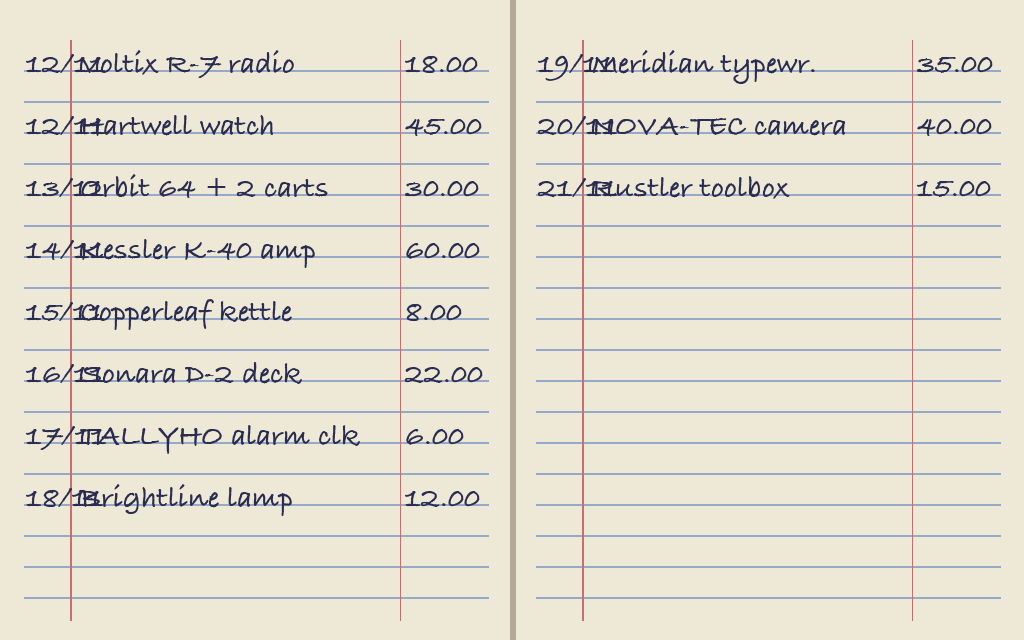 12/11 Voltix R-7 radio 18.00
12/11 Hartwell watch 45.00
13/11 Orbit 64 + 2 carts 30.00
14/11 Kessler K-40 amp 60.00
15/11 Copperleaf kettle 8.00
16/11 Sonara D-2 deck 22.00
17/11 TALLYHO alarm clk 6.00
18/11 Brightline lamp 12.00
19/11 Meridian typewr. 35.00
20/11 NOVA-TEC camera 40.00
21/11 Rustler toolbox 15.00